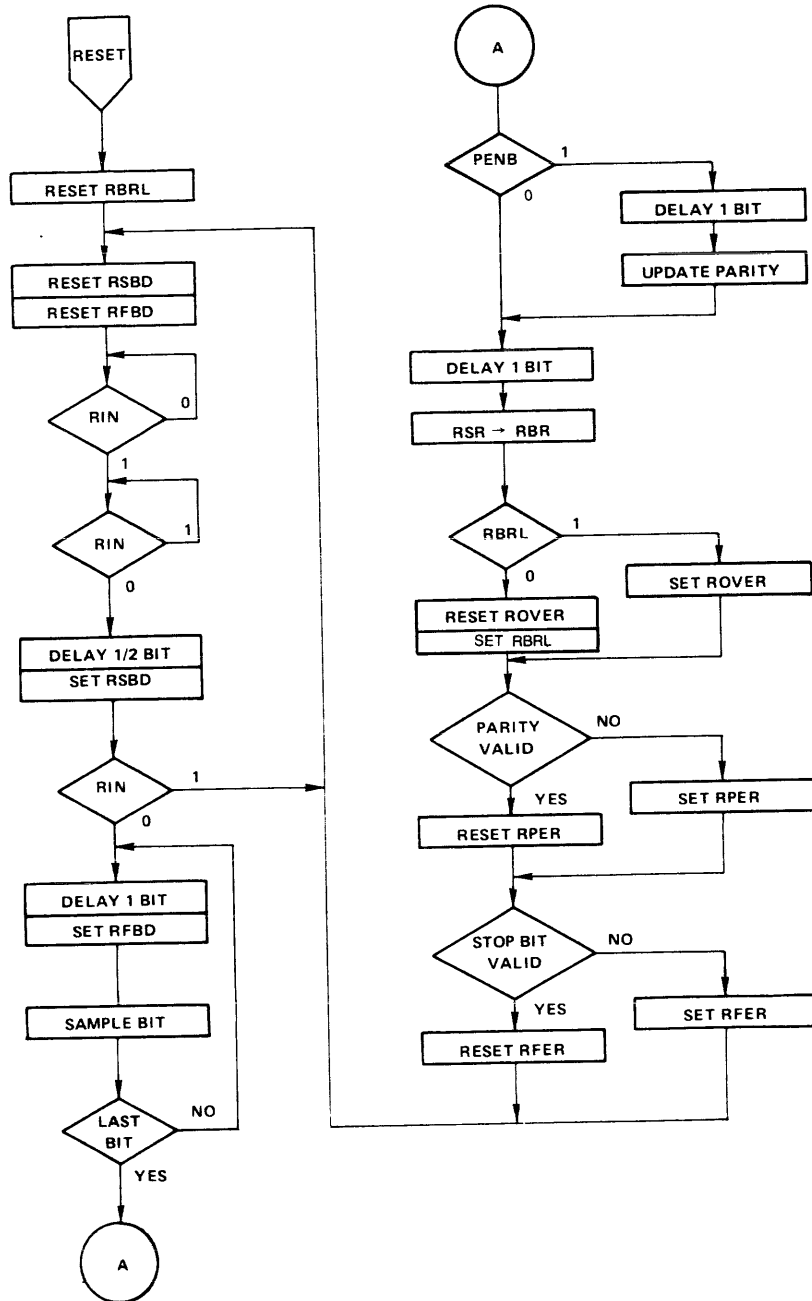 RESET
RESET RBRL
RESET RSBD
RESET RFBD
RIN
0
1
RIN
1
0
DELAY 1/2 BIT
SET RSBD
RIN
1
0
DELAY 1 BIT
SET RFBD
SAMPLE BIT
LAST
BIT
NO
YES
A
A
PENB
1
0
DELAY 1 BIT
UPDATE PARITY
DELAY 1 BIT
RSR → RBR
RBRL
1
0
SET ROVER
RESET ROVER
SET RBRL
PARITY
VALID
NO
YES
SET RPER
RESET RPER
STOP BIT
VALID
NO
YES
SET RFER
RESET RFER